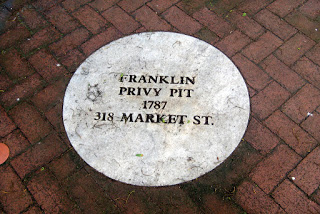 FRANKLIN
PRIVY PIT
1787
318 MARKET ST.